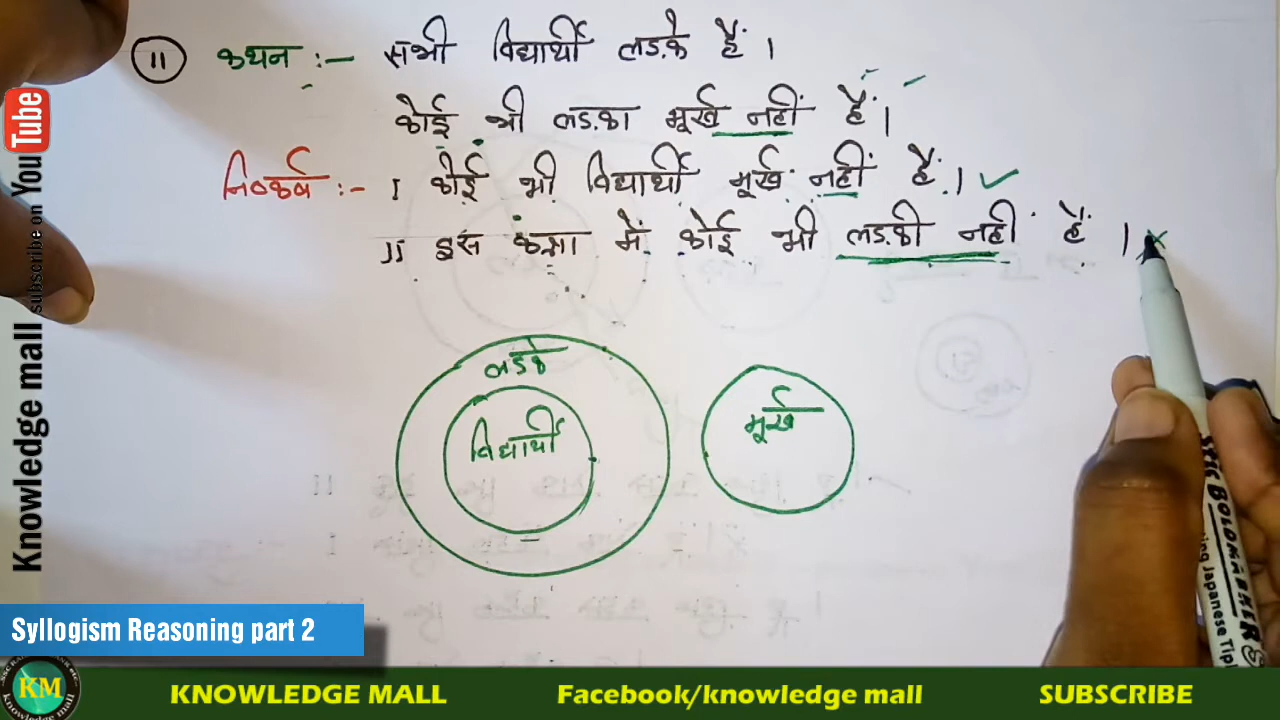 11 कथन :- सभी विद्यार्थी लड़के हैं ।
कोई भी लड़का मूर्ख नहीं है ।
निष्कर्ष :- I कोई भी विद्यार्थी मूर्ख नहीं है ।
II इस कक्षा में कोई भी लड़की नहीं है ।
लड़के
विद्यार्थी
मूर्ख
Knowledge mall subscribe on YouTube
Syllogism Reasoning part 2
KM
KNOWLEDGE MALL Facebook/knowledge mall SUBSCRIBE